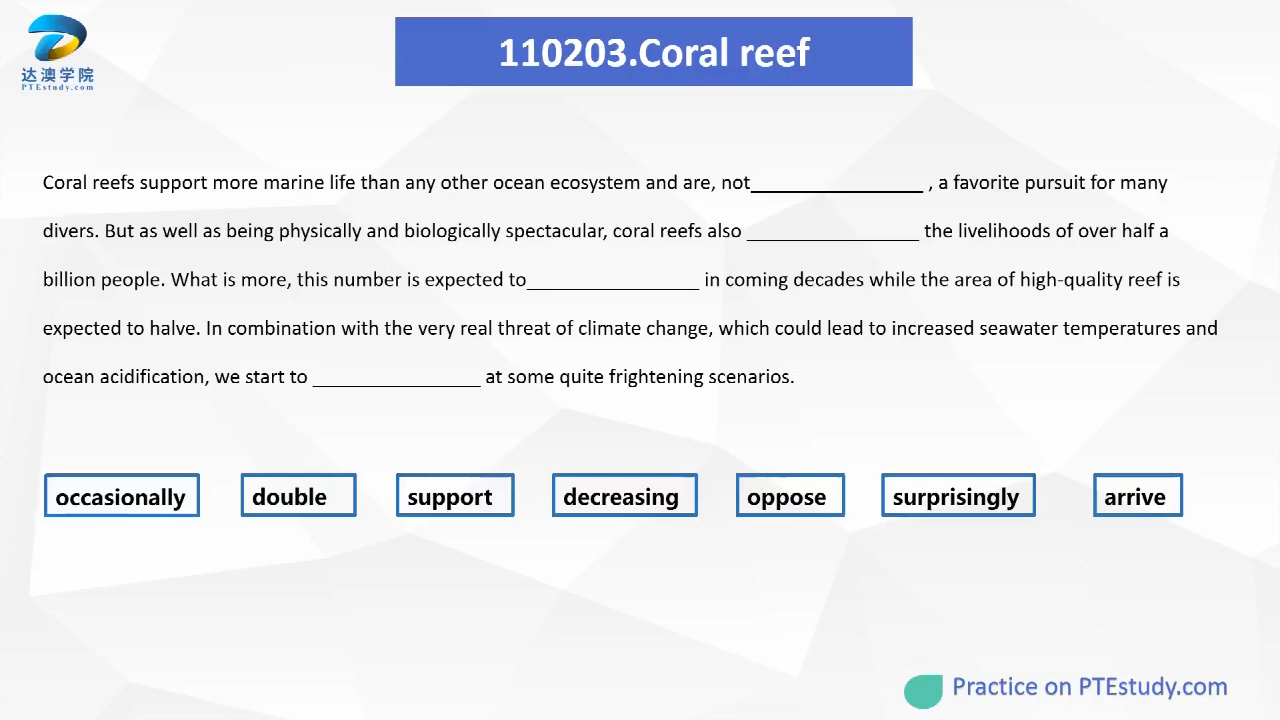 达澳学院
PTEstudy.com
110203.Coral reef
Coral reefs support more marine life than any other ocean ecosystem and are, not_________________ , a favorite pursuit for many
divers. But as well as being physically and biologically spectacular, coral reefs also _________________ the livelihoods of over half a
billion people. What is more, this number is expected to_________________ in coming decades while the area of high-quality reef is
expected to halve. In combination with the very real threat of climate change, which could lead to increased seawater temperatures and
ocean acidification, we start to _________________ at some quite frightening scenarios.
occasionally double support decreasing oppose surprisingly arrive
Practice on PTEstudy.com